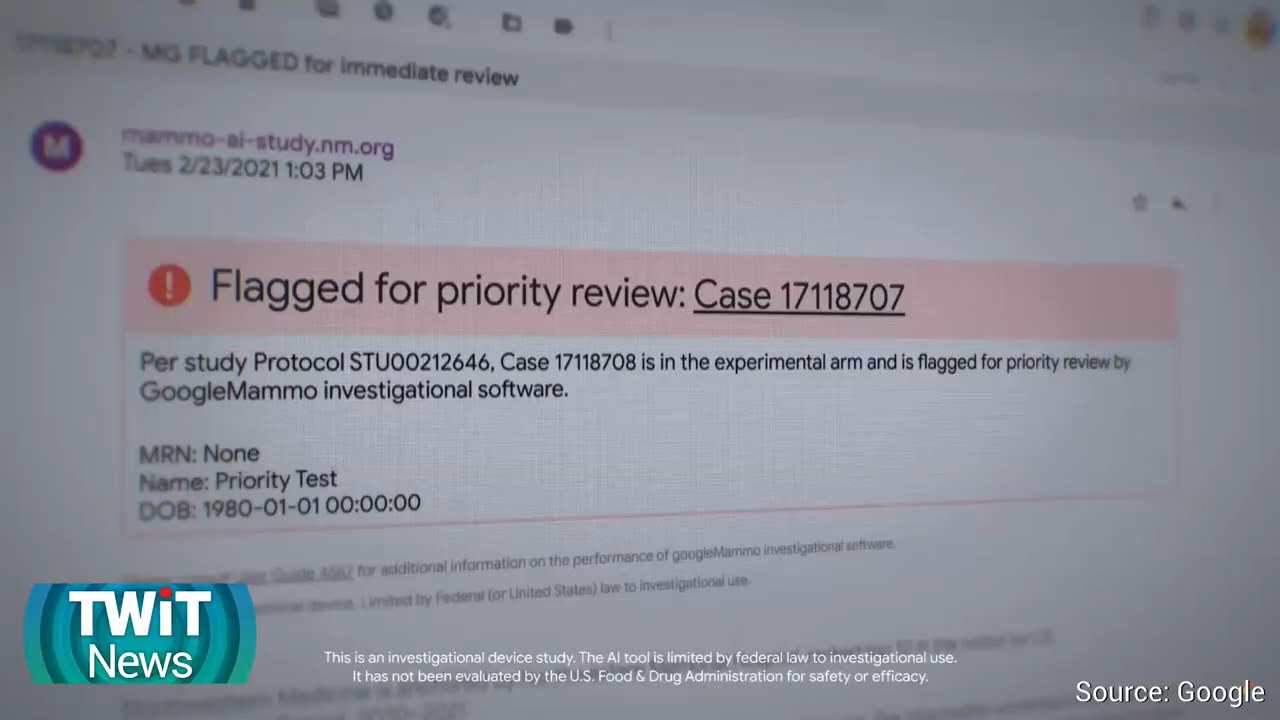 17118707 - MG FLAGGED for immediate review
M
mammo-ai-study.nm.org
Tues 2/23/2021 1:03 PM
! Flagged for priority review: Case 17118707
Per study Protocol STU00212646, Case 17118708 is in the experimental arm and is flagged for priority review by
GoogleMammo investigational software.
MRN: None
Name: Priority Test
DOB: 1980-01-01 00:00:00
for additional information on the performance of googleMammo investigational software.
device. Limited by Federal (or United States) law to investigational use.
TWiT
News
This is an investigational device study. The AI tool is limited by federal law to investigational use.
It has not been evaluated by the U.S. Food & Drug Administration for safety or efficacy.
Source: Google